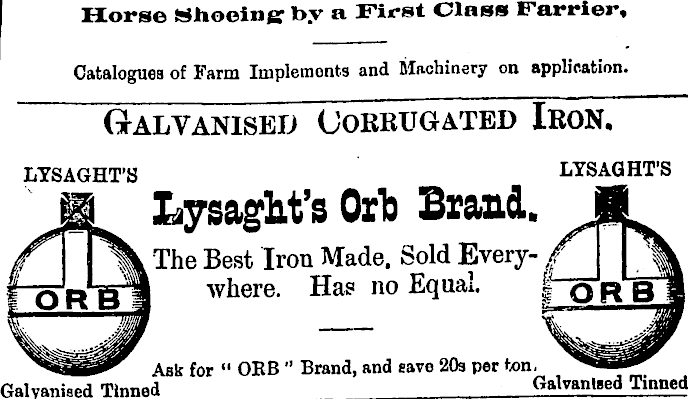 Horse Shoeing by a First Class Farrier.
Catalogues of Farm Implements and Machinery on application.
GALVANISED CORRUGATED IRON.
LYSAGHT'S
ORB
Galvanised Tinned
Lysaght's Orb Brand.
The Best Iron Made. Sold Every-
where. Has no Equal.
Ask for "ORB" Brand, and save 20s per ton.
LYSAGHT'S
ORB
Galvanised Tinned